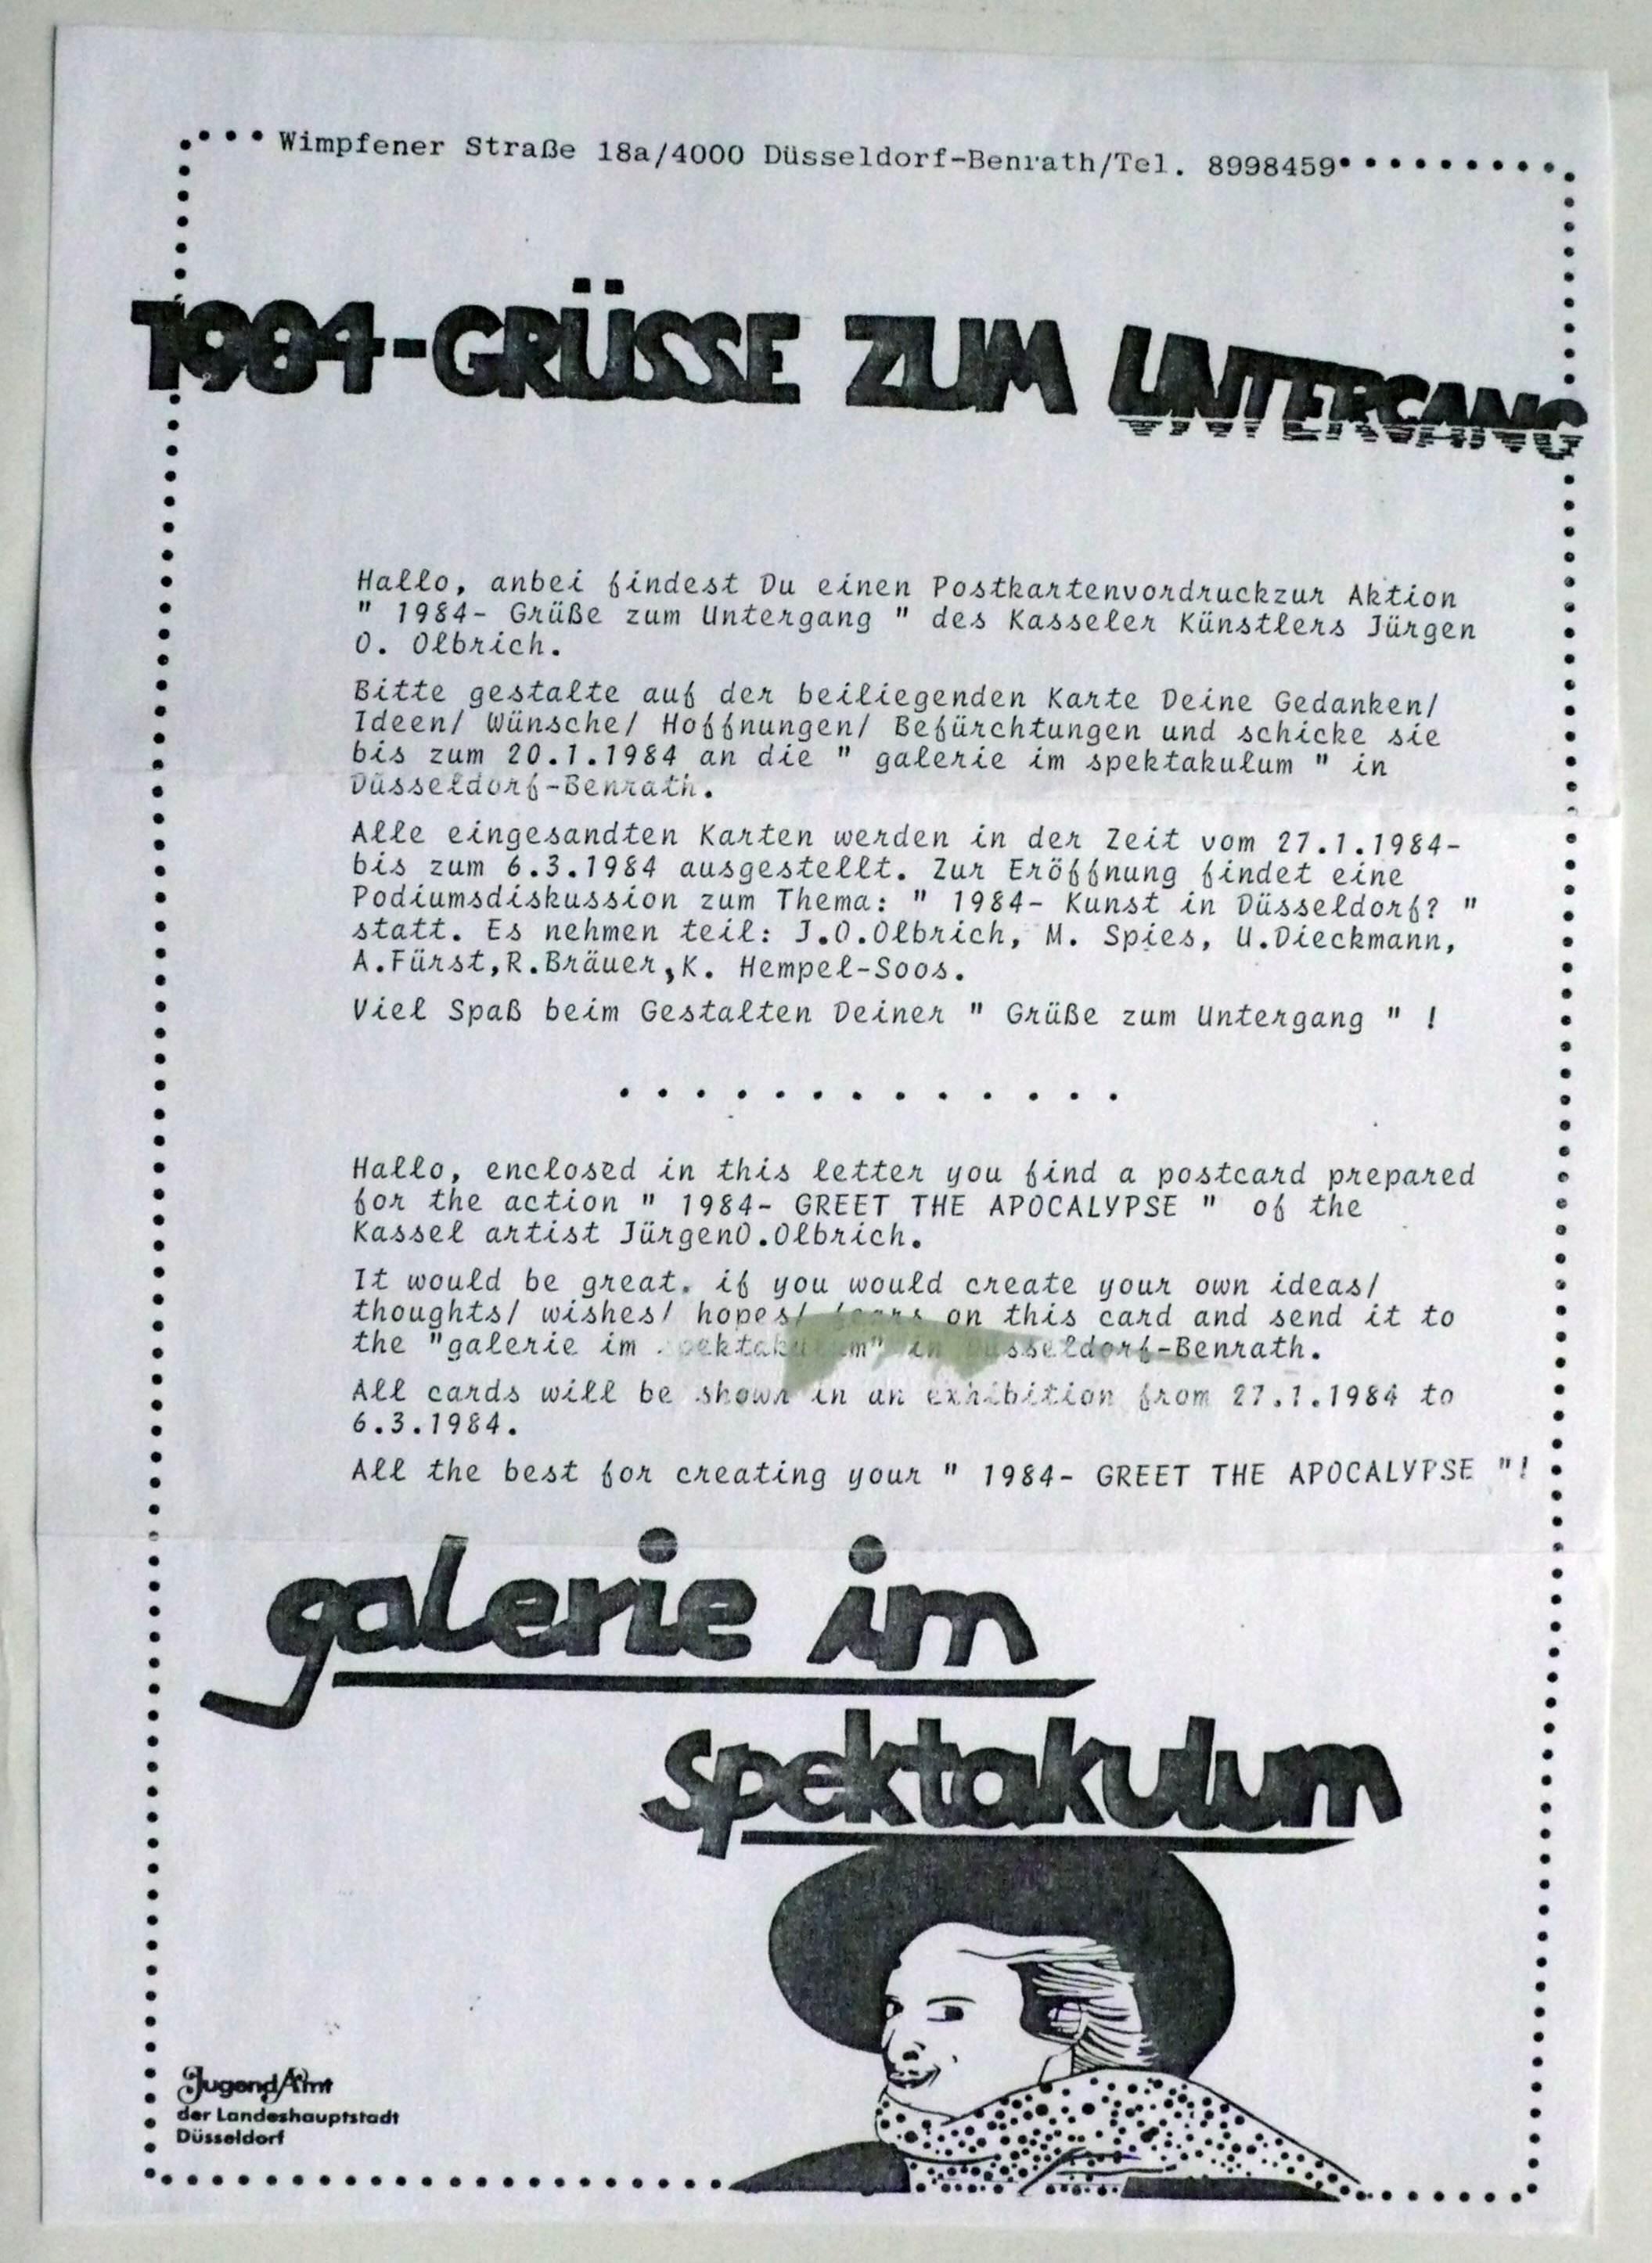 Wimpfener Straße 18a/4000 Düsseldorf-Benrath/Tel. 8998459
1984-GRÜSSE ZUM UNTERGANG
Hallo, anbei findest Du einen Postkartenvordruckzur Aktion
" 1984- Grüße zum Untergang " des Kasseler Künstlers Jürgen
O. Olbrich.
Bitte gestalte auf der beiliegenden Karte Deine Gedanken/
Ideen/ Wünsche/ Hoffnungen/ Befürchtungen und schicke sie
bis zum 20.1.1984 an die " galerie im spektakulum " in
Düsseldorf-Benrath.
Alle eingesandten Karten werden in der Zeit vom 27.1.1984-
bis zum 6.3.1984 ausgestellt. Zur Eröffnung findet eine
Podiumsdiskussion zum Thema: " 1984- Kunst in Düsseldorf? "
statt. Es nehmen teil: J.O.Olbrich, M. Spies, U.Dieckmann,
A.Fürst,R.Bräuer,K. Hempel-Soos.
Viel Spaß beim Gestalten Deiner " Grüße zum Untergang " !
Hallo, enclosed in this letter you find a postcard prepared
for the action " 1984- GREET THE APOCALYPSE " of the
Kassel artist JürgenO.Olbrich.
It would be great. if you would create your own ideas/
thoughts/ wishes/ hopes/ fears on this card and send it to
the "galerie im spektakulum" in Düsseldorf-Benrath.
All cards will be shown in an exhibition from 27.1.1984 to
6.3.1984.
All the best for creating your " 1984- GREET THE APOCALYPSE "!
galerie im
spektakulum
JugendAmt
der Landeshauptstadt
Düsseldorf